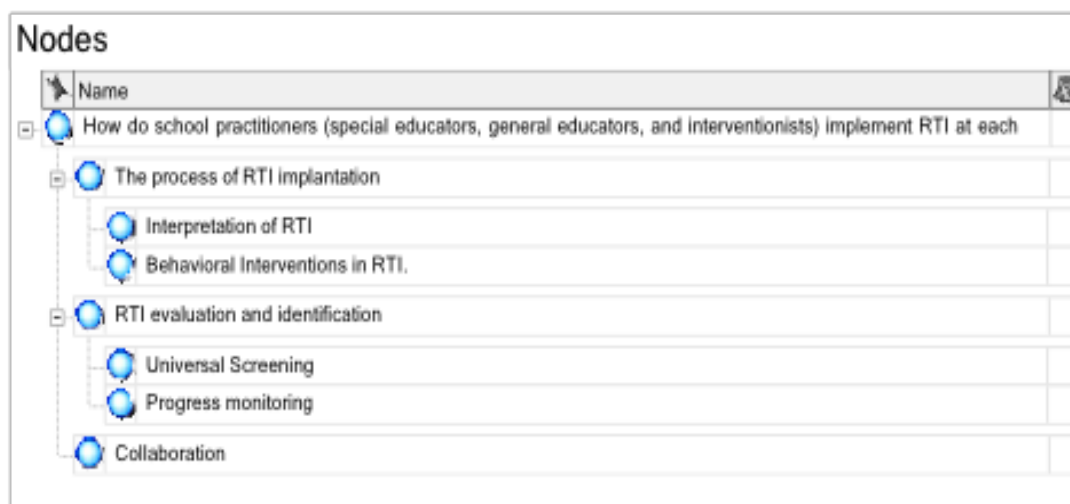 Nodes
Name
How do school practitioners (special educators, general educators, and interventionists) implement RTI at each
The process of RTI implantation
Interpretation of RTI
Behavioral Interventions in RTI.
RTI evaluation and identification
Universal Screening
Progress monitoring
Collaboration